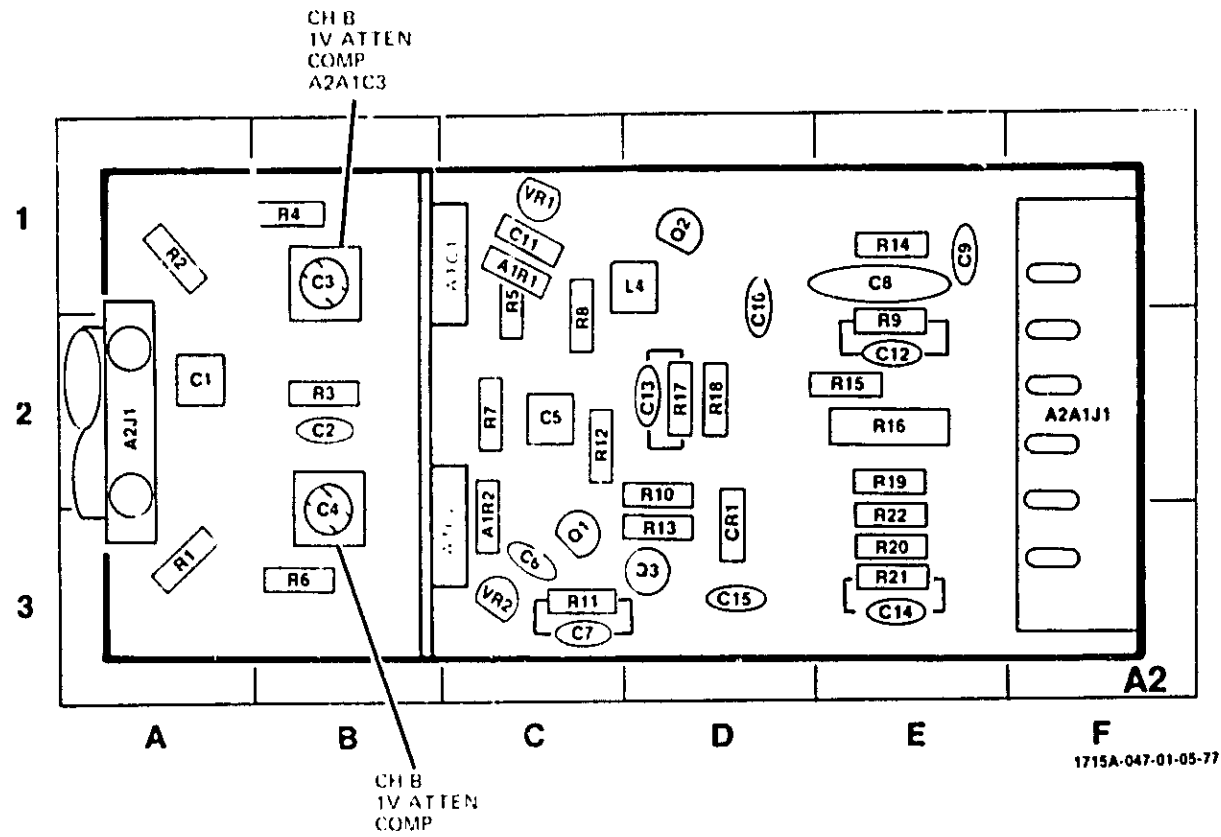 CH B
1V ATTEN
COMP
A2A1C3
1
2
3
R4
R2
C3
VR1
C11
A1R1
R5
R8
L4
Q2
C10
R14
C9
C8
R9
C12
A2J1
C1
R3
C2
R7
C5
R12
C13
R17
R18
R15
R16
A2A1J1
C4
A1R2
R10
R13
CR1
R19
R22
R20
R21
C14
R1
R6
C6
Q1
Q3
VR2
R11
C7
C15
A2
A
B
C
D
E
F
1715A-047-01-05-77
CH B
1V ATTEN
COMP